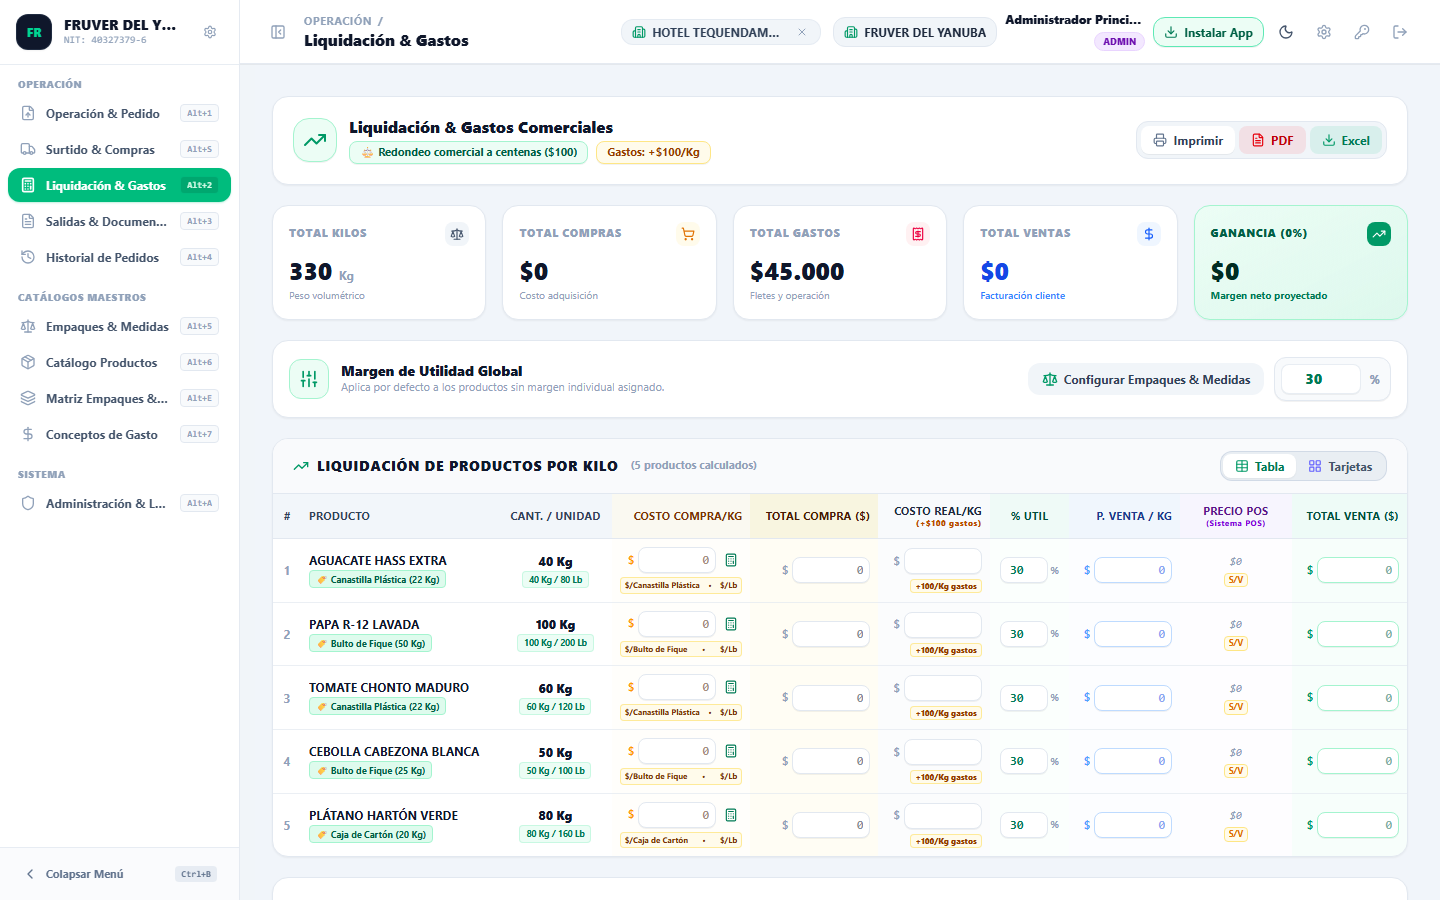 FR
FRUVER DEL Y...
NIT: 40327379-6
OPERACIÓN
Operación & Pedido Alt+1
Surtido & Compras Alt+S
Liquidación & Gastos Alt+2
Salidas & Documen... Alt+3
Historial de Pedidos Alt+4
CATÁLOGOS MAESTROS
Empaques & Medidas Alt+5
Catálogo Productos Alt+6
Matriz Empaques &... Alt+E
Conceptos de Gasto Alt+7
SISTEMA
Administración & L... Alt+A
Colapsar Menú Ctrl+B
OPERACIÓN /
Liquidación & Gastos
HOTEL TEQUENDAM...
FRUVER DEL YANUBA
Administrador Princi...
ADMIN
Instalar App
Liquidación & Gastos Comerciales
Redondeo comercial a centenas ($100)
Gastos: +$100/Kg
Imprimir
PDF
Excel
TOTAL KILOS
330 Kg
Peso volumétrico
TOTAL COMPRAS
$0
Costo adquisición
TOTAL GASTOS
$45.000
Fletes y operación
TOTAL VENTAS
$0
Facturación cliente
GANANCIA (0%)
$0
Margen neto proyectado
Margen de Utilidad Global
Aplica por defecto a los productos sin margen individual asignado.
Configurar Empaques & Medidas
30 %
LIQUIDACIÓN DE PRODUCTOS POR KILO (5 productos calculados)
Tabla
Tarjetas
# PRODUCTO CANT. / UNIDAD COSTO COMPRA/KG TOTAL COMPRA ($) COSTO REAL/KG % UTIL P. VENTA / KG PRECIO POS TOTAL VENTA ($)
(+$100 gastos) (Sistema POS)
1 AGUACATE HASS EXTRA 40 Kg $ 0 $ 0 $ 30 % $ 0 $0 $ 0
Canastilla Plástica (22 Kg) 40 Kg / 80 Lb $/Canastilla Plástica • $/Lb +100/Kg gastos S/V
2 PAPA R-12 LAVADA 100 Kg $ 0 $ 0 $ 30 % $ 0 $0 $ 0
Bulto de Fique (50 Kg) 100 Kg / 200 Lb $/Bulto de Fique • $/Lb +100/Kg gastos S/V
3 TOMATE CHONTO MADURO 60 Kg $ 0 $ 0 $ 30 % $ 0 $0 $ 0
Canastilla Plástica (22 Kg) 60 Kg / 120 Lb $/Canastilla Plástica • $/Lb +100/Kg gastos S/V
4 CEBOLLA CABEZONA BLANCA 50 Kg $ 0 $ 0 $ 30 % $ 0 $0 $ 0
Bulto de Fique (25 Kg) 50 Kg / 100 Lb $/Bulto de Fique • $/Lb +100/Kg gastos S/V
5 PLÁTANO HARTÓN VERDE 80 Kg $ 0 $ 0 $ 30 % $ 0 $0 $ 0
Caja de Cartón (20 Kg) 80 Kg / 160 Lb $/Caja de Cartón • $/Lb +100/Kg gastos S/V